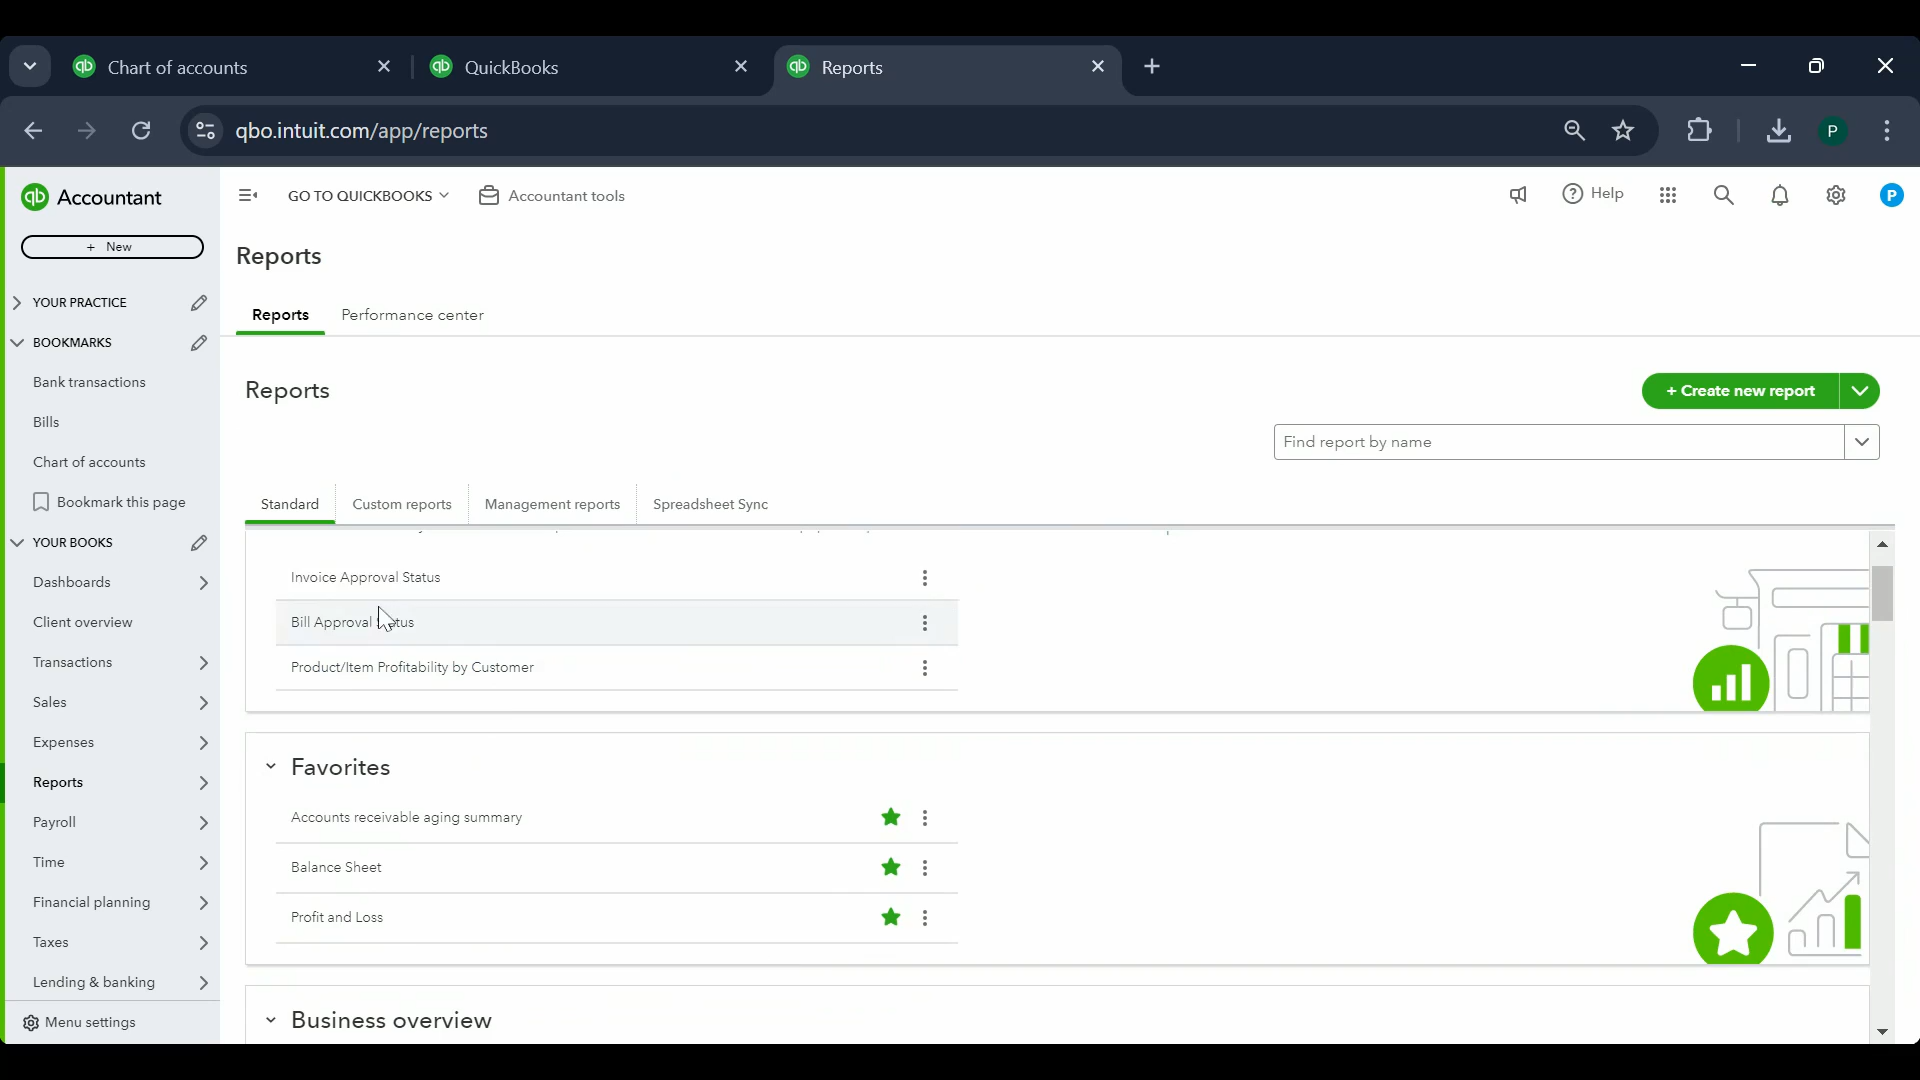 Chart of accounts
QuickBooks
Reports
qbo.intuit.com/app/reports
P
qb Accountant
GO TO QUICKBOOKS
Accountant tools
Help
P
+ New
Reports
YOUR PRACTICE
Reports
Performance center
BOOKMARKS
Bank transactions
Reports
+ Create new report
Bills
Find report by name
Chart of accounts
Bookmark this page
Standard
Custom reports
Management reports
Spreadsheet Sync
YOUR BOOKS
Dashboards
Client overview
Transactions
Sales
Expenses
Reports
Payroll
Time
Financial planning
Taxes
Lending & banking
Menu settings
Invoice Approval Status
Bill Approval
Product/Item Profitability by Customer
Favorites
Accounts receivable aging summary
Balance Sheet
Profit and Loss
Business overview